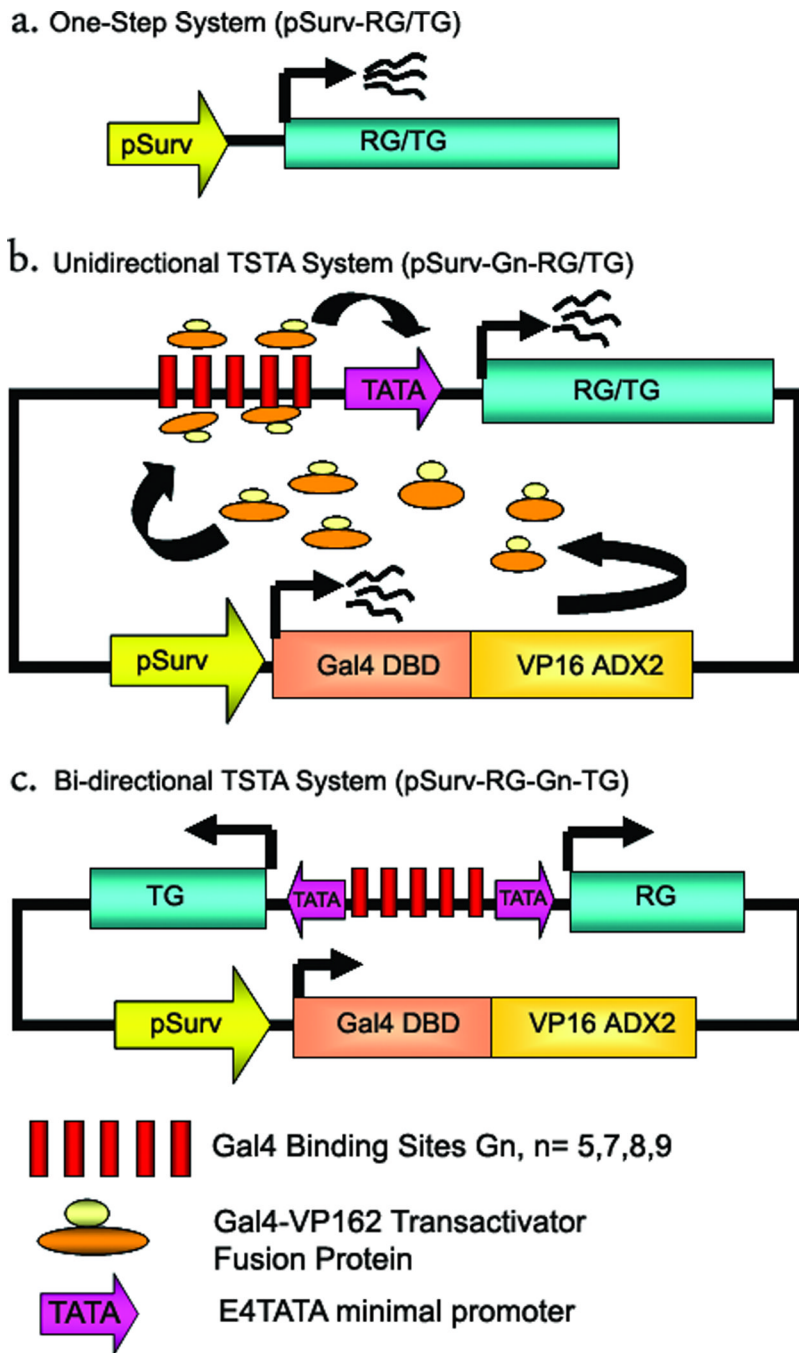 a. One-Step System (pSurv-RG/TG)
pSurv
RG/TG
b. Unidirectional TSTA System (pSurv-Gn-RG/TG)
TATA
RG/TG
pSurv
Gal4 DBD
VP16 ADX2
c. Bi-directional TSTA System (pSurv-RG-Gn-TG)
TG
TATA
TATA
RG
pSurv
Gal4 DBD
VP16 ADX2
Gal4 Binding Sites Gn, n= 5,7,8,9
Gal4-VP162 Transactivator
Fusion Protein
TATA
E4TATA minimal promoter